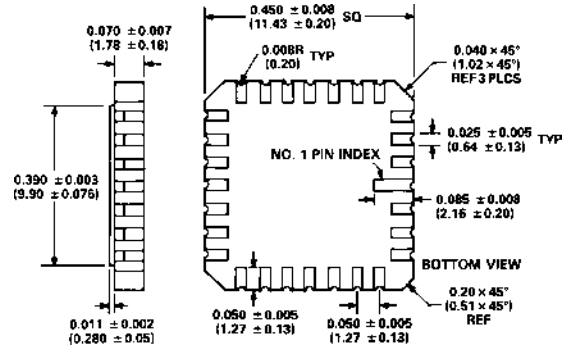 0.450 ± 0.008 SQ
(11.43 ± 0.20)
0.070 ± 0.007
(1.78 ± 0.18)
0.008R TYP
(0.20)
0.040 × 45°
(1.02 × 45°)
REF 3 PLCS
0.025 ± 0.005 TYP
(0.64 ± 0.13)
NO. 1 PIN INDEX
0.390 ± 0.003
(9.90 ± 0.076)
0.085 ± 0.008
(2.16 ± 0.20)
BOTTOM VIEW
0.20 × 45°
(0.51 × 45°)
REF
0.011 ± 0.002
(0.280 ± 0.05)
0.050 ± 0.005
(1.27 ± 0.13)
0.050 ± 0.005
(1.27 ± 0.13)